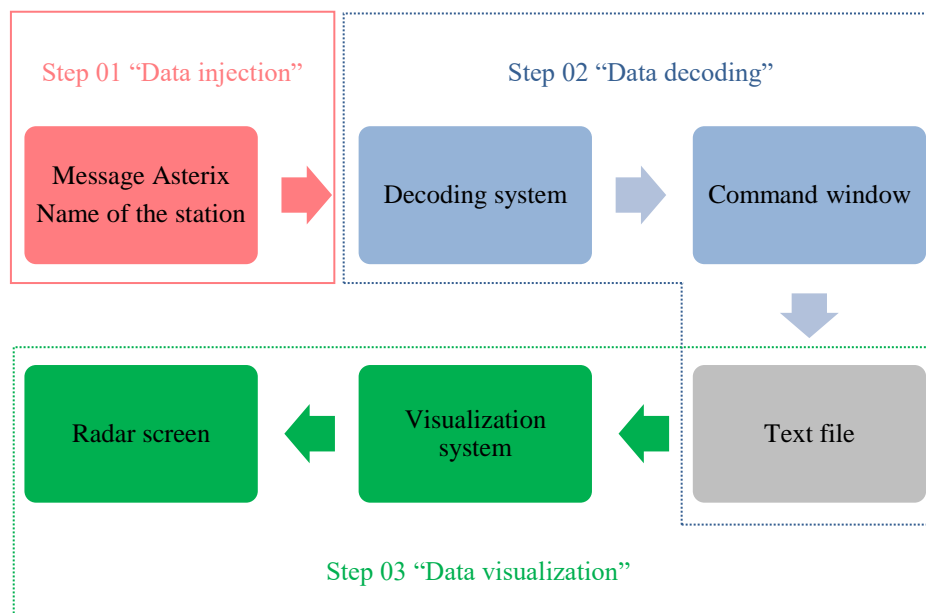 Step 01 “Data injection”
Step 02 “Data decoding”
Message Asterix
Name of the station
Decoding system
Command window
Radar screen
Visualization
system
Text file
Step 03 “Data visualization”